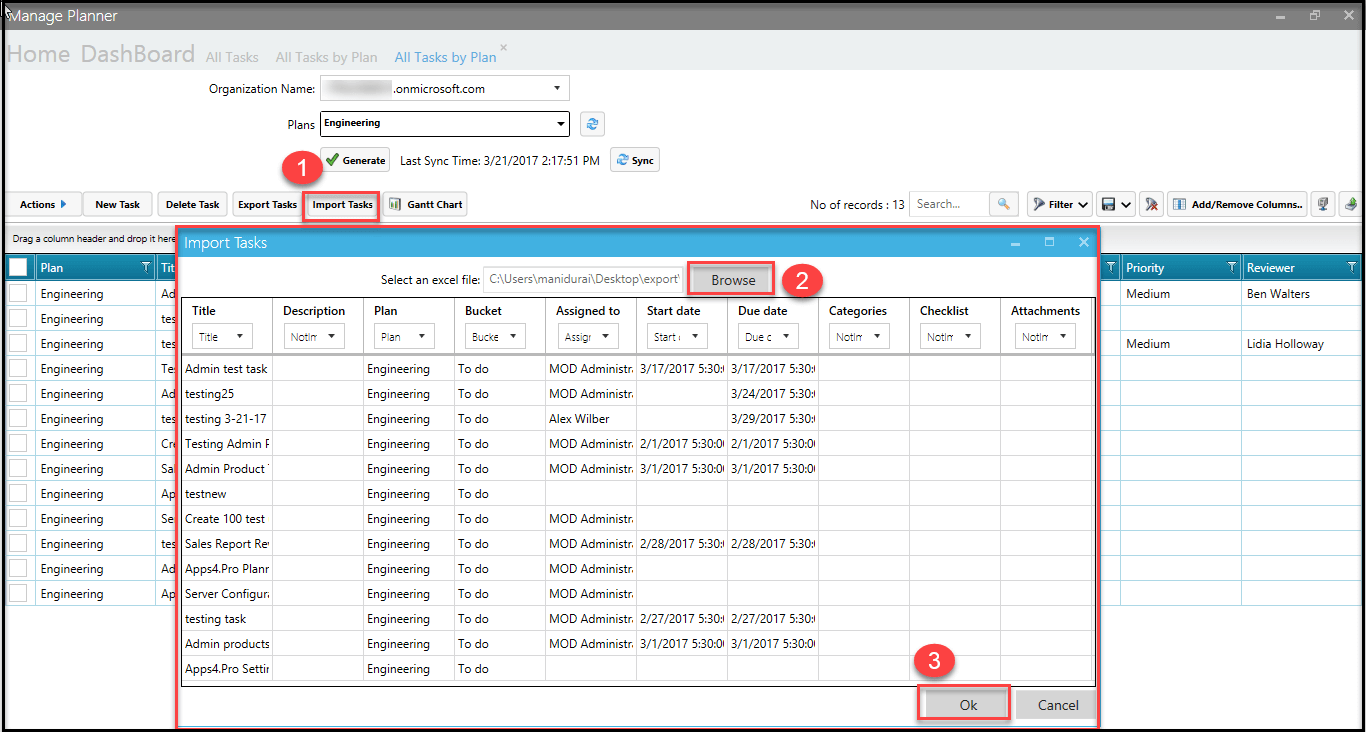 Manage Planner
Home DashBoard All Tasks All Tasks by Plan All Tasks by Plan ×
Organization Name: .onmicrosoft.com
Plans Engineering
1 Generate Last Sync Time: 3/21/2017 2:17:51 PM Sync
Actions New Task Delete Task Export Tasks Import Tasks Gantt Chart No of records : 13 Search... Filter Add/Remove Columns..
Drag a column header and drop it here
Import Tasks
Select an excel file: C:\Users\manidurai\Desktop\export\ Browse 2
Plan Tit Priority Reviewer
Engineering Ad Medium Ben Walters
Engineering tes
Engineering tes Medium Lidia Holloway
Engineering Tes
Engineering Ad
Engineering tes
Engineering Cre
Engineering Sal
Engineering Ap
Engineering Se
Engineering tes
Engineering Ad
Engineering Ap
Title Description Plan Bucket Assigned to Start date Due date Categories Checklist Attachments
Title NotIn Plan Bucke Assigr Start Due NotIn NotIn NotIn
Admin test task Engineering To do MOD Administra 3/17/2017 5:30: 3/17/2017 5:30:
testing25 Engineering To do MOD Administra 3/24/2017 5:30:
testing 3-21-17 Engineering To do Alex Wilber 3/29/2017 5:30:
Testing Admin P Engineering To do MOD Administra 2/1/2017 5:30:00 2/1/2017 5:30:00
Admin Product T Engineering To do MOD Administra 3/1/2017 5:30:00 3/1/2017 5:30:00
testnew Engineering To do
Create 100 test Engineering To do MOD Administra
Sales Report Rev Engineering To do MOD Administra 2/28/2017 5:30: 2/28/2017 5:30:
Apps4.Pro Plann Engineering To do MOD Administra
Server Configura Engineering To do MOD Administra
testing task Engineering To do MOD Administra 2/27/2017 5:30: 2/27/2017 5:30:
Admin products Engineering To do MOD Administra 3/1/2017 5:30:00 3/1/2017 5:30:00
Apps4.Pro Settin Engineering To do
3
Ok Cancel